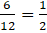 6/12 = 1/2